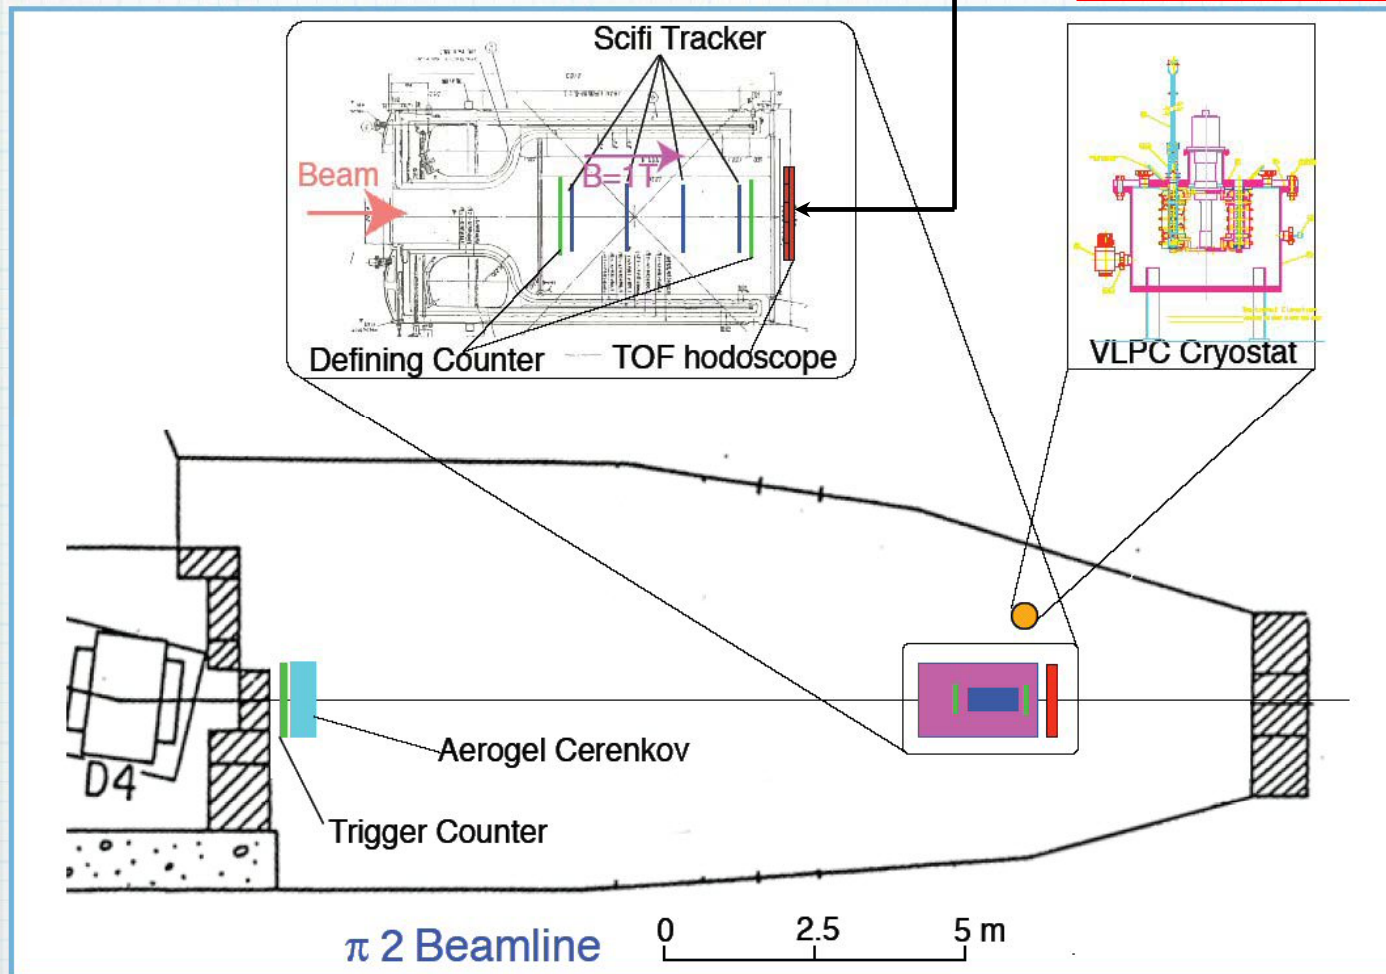 Scifi Tracker
B=1T
Beam
Defining Counter
TOF hodoscope
VLPC Cryostat
D4
Aerogel Cerenkov
Trigger Counter
π 2 Beamline
0 2.5 5 m